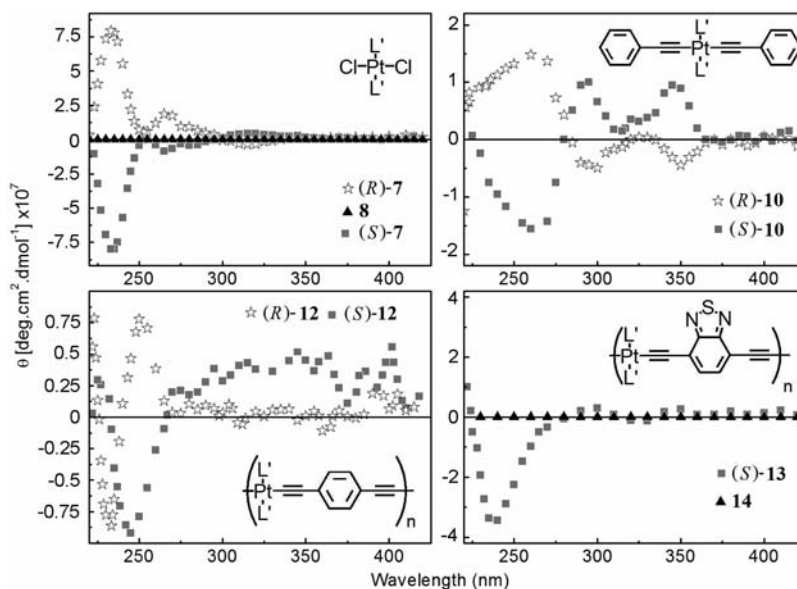 θ [deg.cm².dmol⁻¹] x10⁷
7.5
5.0
2.5
0
-2.5
-5.0
-7.5
250 300 350 400
L'
Cl Pt Cl
L'
(R)-7
8
(S)-7
2
1
0
-1
-2
250 300 350 400
L'
Pt
L'
(R)-10
(S)-10
0.75
0.5
0.25
0
-0.25
-0.5
-0.75
250 300 350 400
(R)-12 (S)-12
L'
Pt
L'
n
4
2
0
-2
-4
250 300 350 400
S
N N
L'
Pt
L'
n
(S)-13
14
Wavelength (nm)